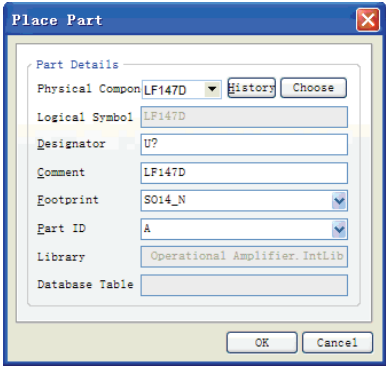 Place Part
Part Details
Physical Compon LF147D History Choose
Logical Symbol LF147D
Designator U?
Comment LF147D
Footprint SO14_N
Part ID A
Library Operational Amplifier.IntLib
Database Table
OK Cancel